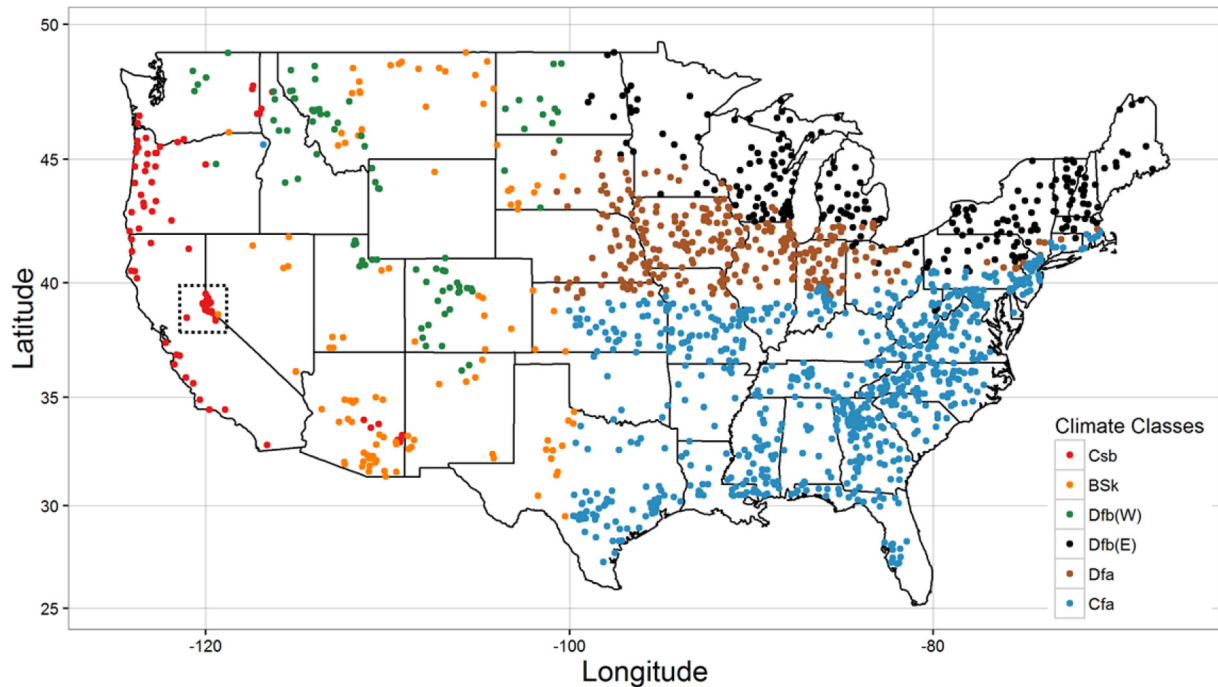 50
45
40
35
30
25
Latitude
-120
-100
-80
Longitude
Climate Classes
Csb
BSk
Dfb(W)
Dfb(E)
Dfa
Cfa